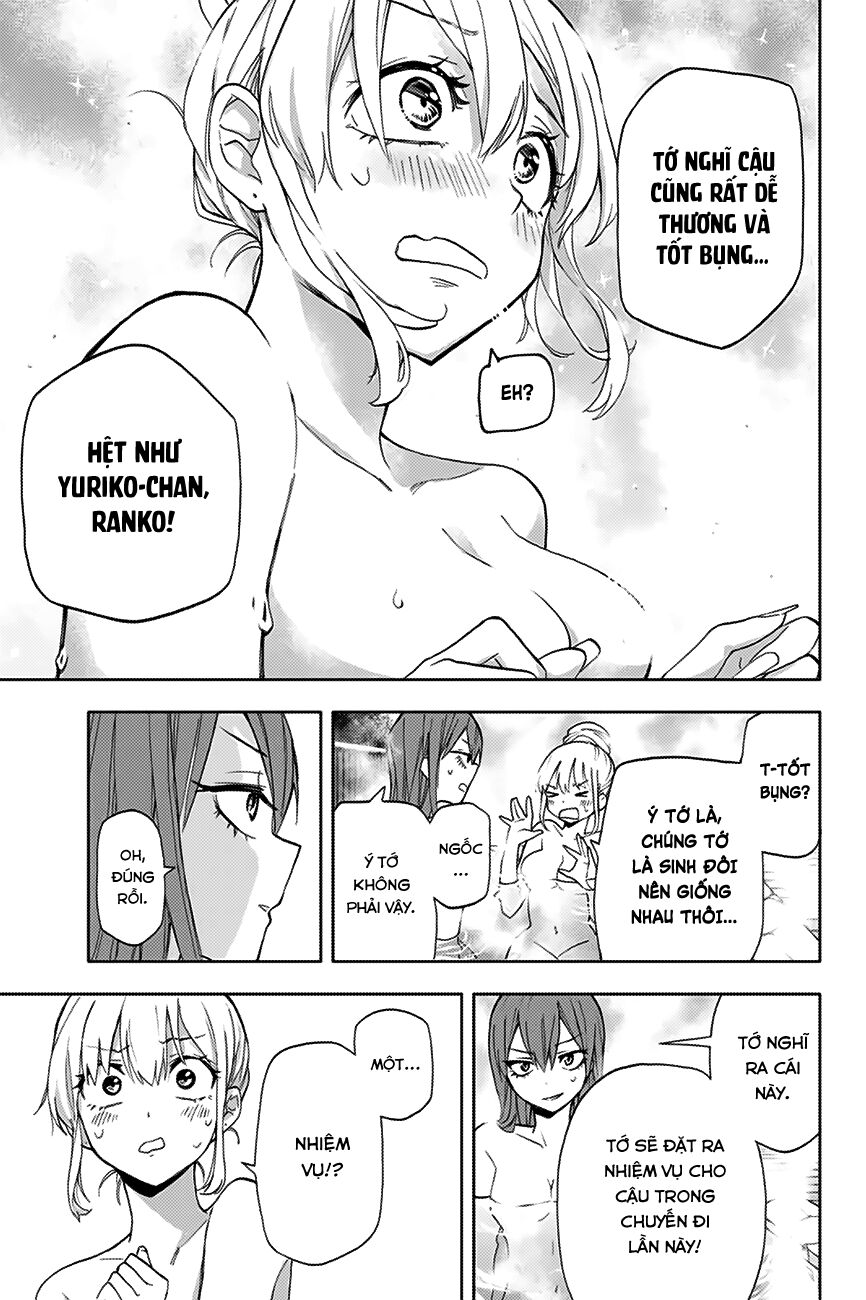 TỚ NGHĨ CẬU
CŨNG RẤT DỄ
THƯƠNG VÀ
TỐT BỤNG...
EH?
HỆT NHƯ
YURIKO-CHAN,
RANKO!
T-TỐT
BỤNG?
Ý TỚ LÀ,
CHÚNG TỚ
LÀ SINH ĐÔI
NÊN GIỐNG
NHAU THÔI...
NGỐC
...
Ý TỚ
KHÔNG
PHẢI VẬY.
OH,
ĐÚNG
RỒI.
TỚ NGHĨ
RA CÁI
NÀY.
TỚ SẼ ĐẶT RA
NHIỆM VỤ CHO
CẬU TRONG
CHUYẾN ĐI
LẦN NÀY!
MỘT...
NHIỆM
VỤ!?